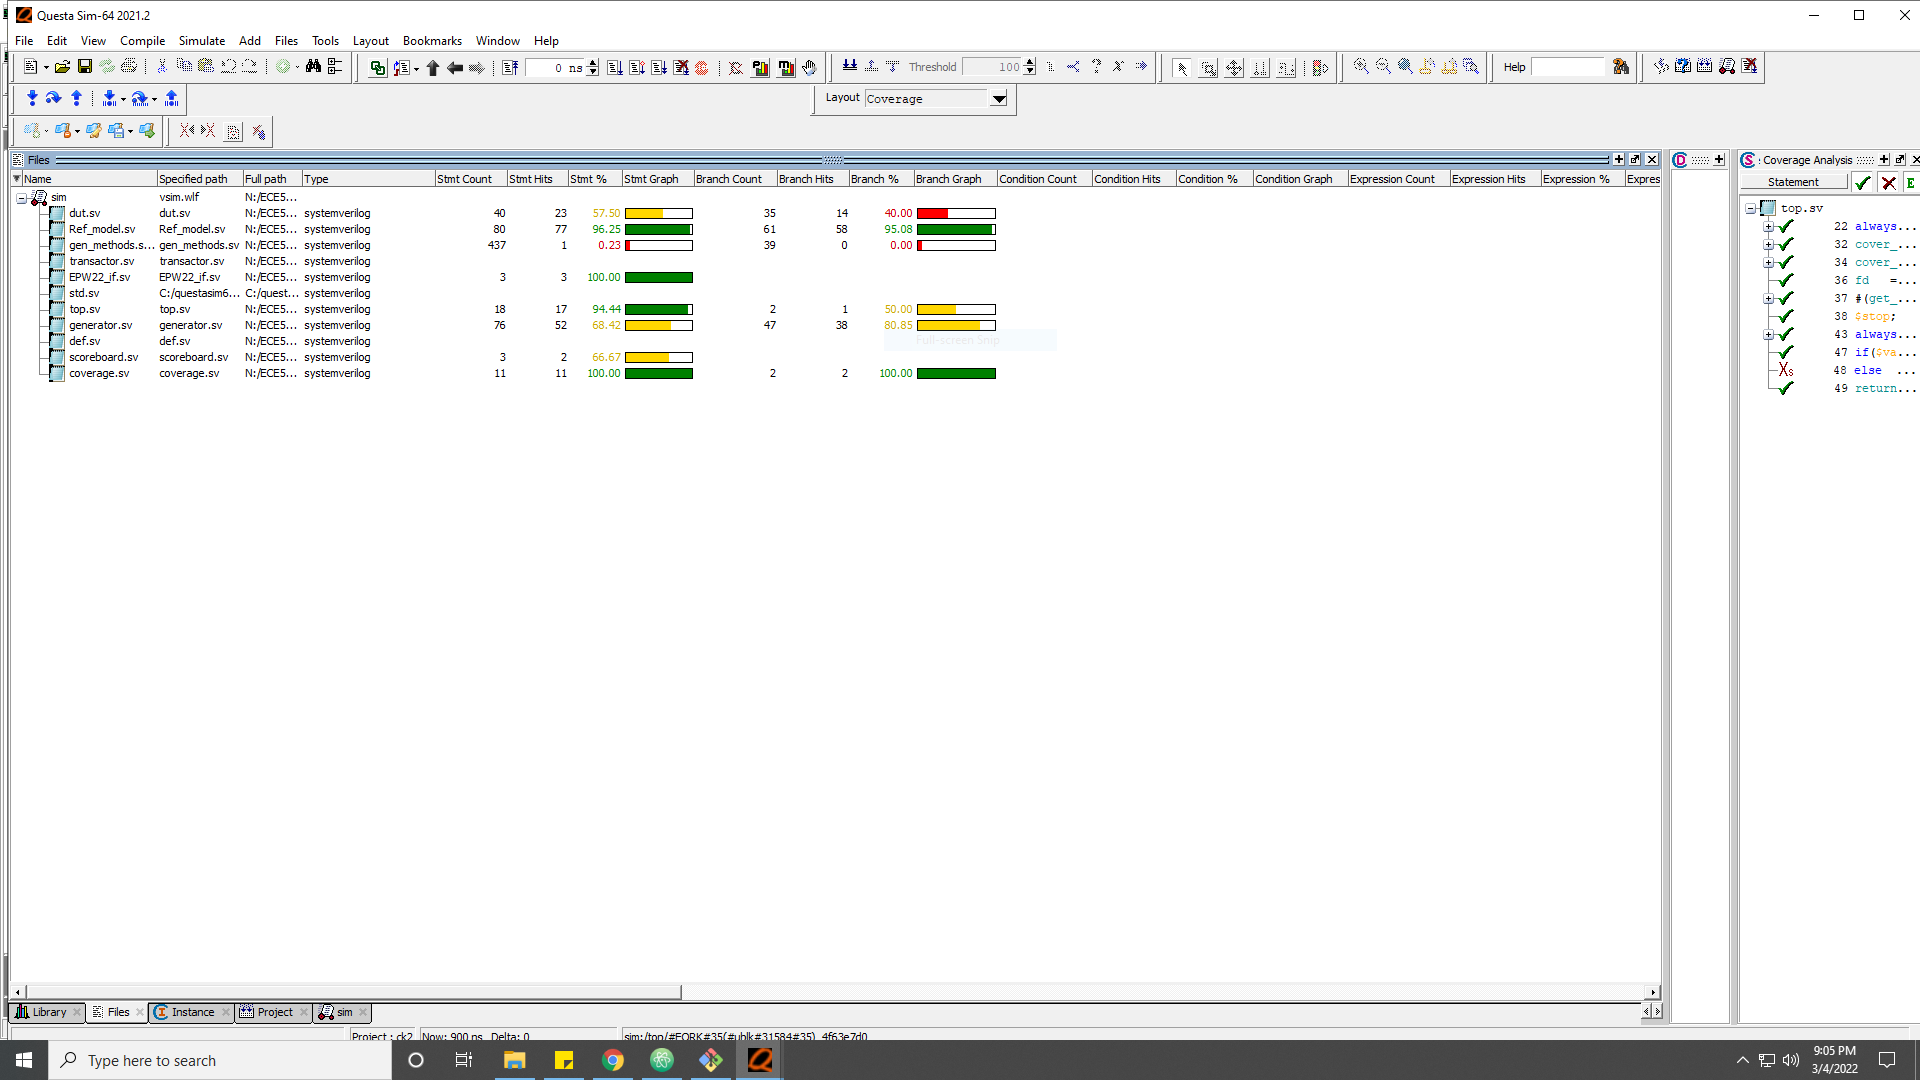 Questa Sim-64 2021.2
File Edit View Compile Simulate Add Files Tools Layout Bookmarks Window Help
0 ns Threshold 100 Help
Layout Coverage
Files
Coverage Analysis
Name Specified path Full path Type Stmt Count Stmt Hits Stmt % Stmt Graph Branch Count Branch Hits Branch % Branch Graph Condition Count Condition Hits Condition % Condition Graph Expression Count Expression Hits Expression % Expres
sim vsim.wlf N:/ECE5...
dut.sv dut.sv N:/ECE5... systemverilog 40 23 57.50 35 14 40.00
Ref_model.sv Ref_model.sv N:/ECE5... systemverilog 80 77 96.25 61 58 95.08
gen_methods.s... gen_methods.sv N:/ECE5... systemverilog 437 1 0.23 39 0 0.00
transactor.sv transactor.sv N:/ECE5... systemverilog
EPW22_if.sv EPW22_if.sv N:/ECE5... systemverilog 3 3 100.00
std.sv C:/questasim6... C:/quest... systemverilog
top.sv top.sv N:/ECE5... systemverilog 18 17 94.44 2 1 50.00
generator.sv generator.sv N:/ECE5... systemverilog 76 52 68.42 47 38 80.85
def.sv def.sv N:/ECE5... systemverilog
Full-screen Snip
scoreboard.sv scoreboard.sv N:/ECE5... systemverilog 3 2 66.67
coverage.sv coverage.sv N:/ECE5... systemverilog 11 11 100.00 2 2 100.00
Statement E
top.sv
22 always...
32 cover_...
34 cover_...
36 fd =...
37 #(get_...
38 $stop;
43 always...
47 if($va...
48 else ...
49 return...
Library Files Instance Project sim
Project : ck2 Now: 900 ns Delta: 0 sim:/top/#FORK#35(#ublk#31584#35)_4f63e7d0
Type here to search
9:05 PM
3/4/2022